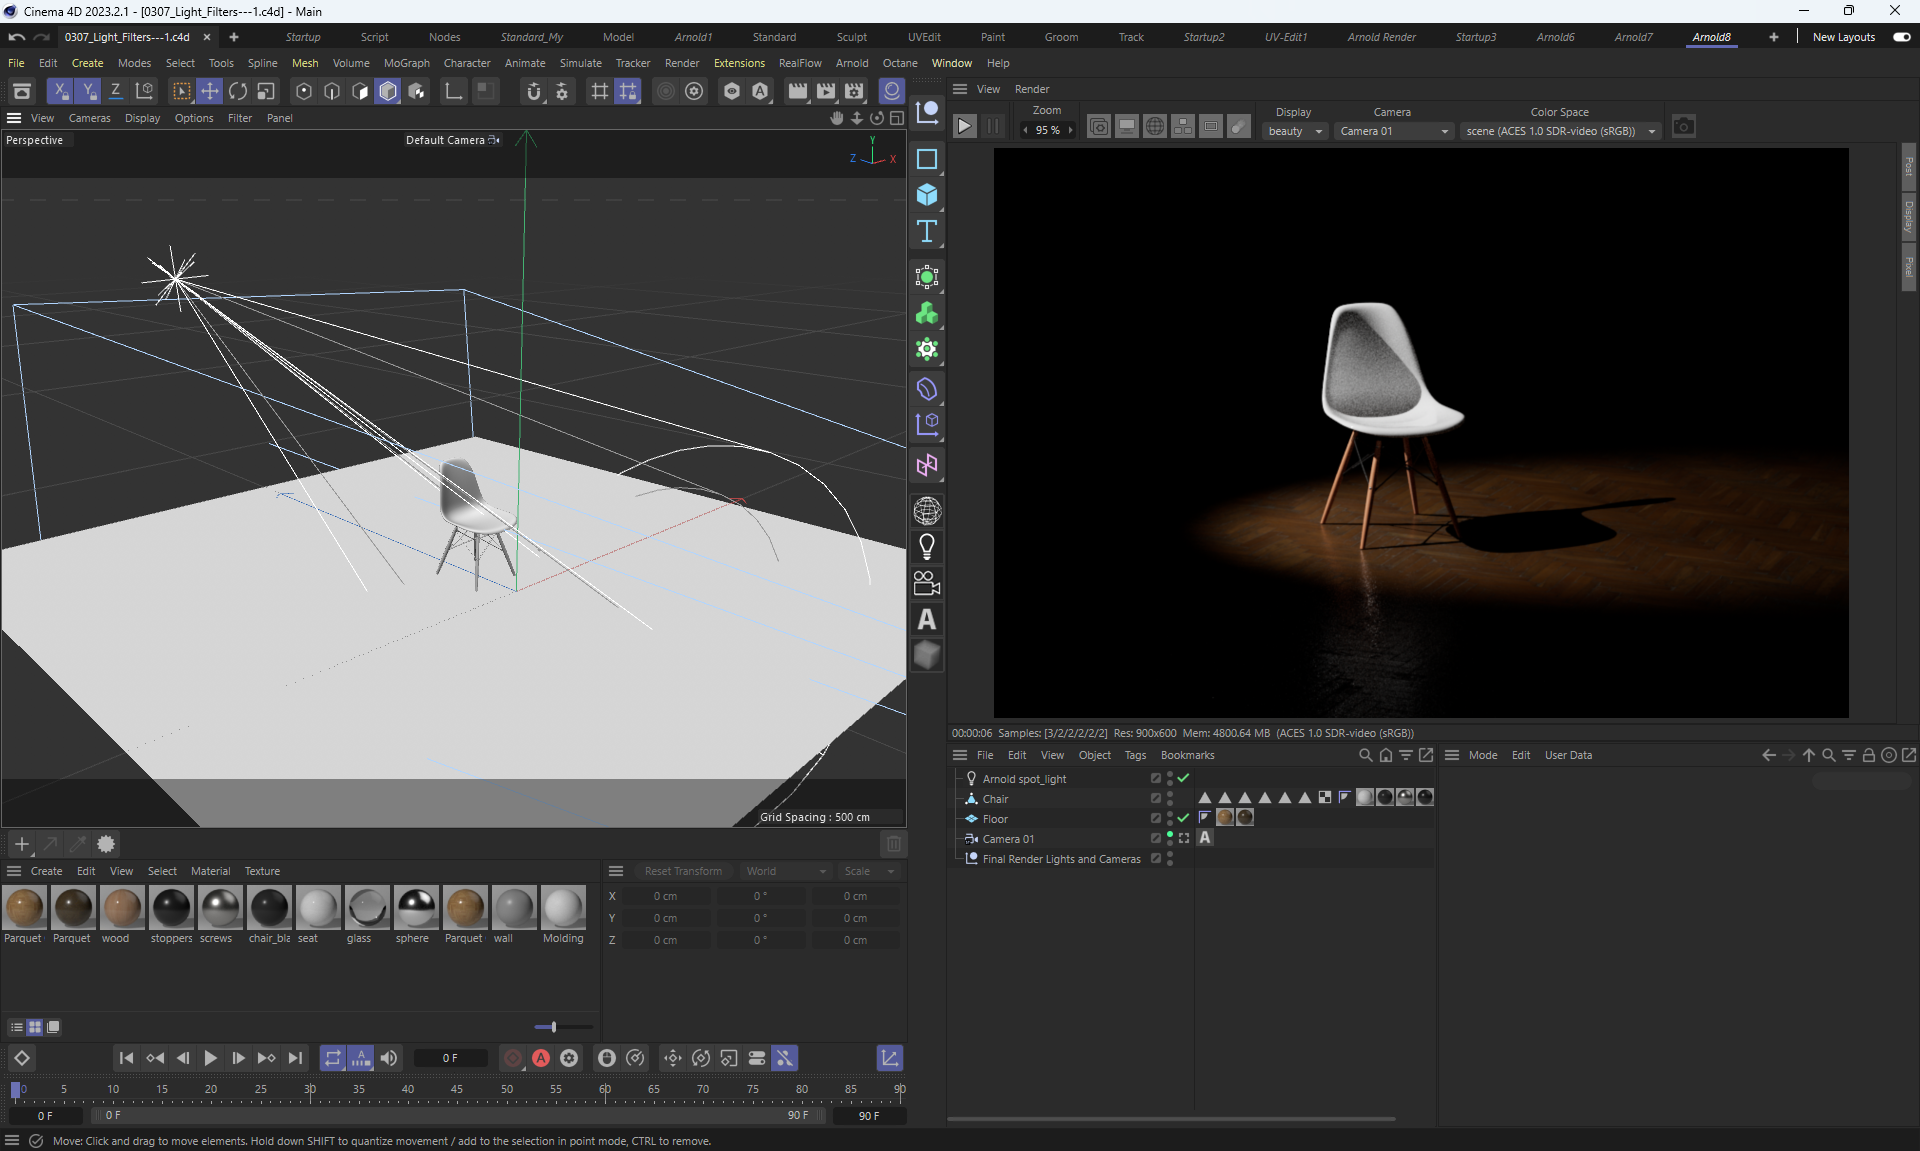 Cinema 4D 2023.2.1 - [0307_Light_Filters---1.c4d] - Main
0307_Light_Filters---1.c4d Startup Script Nodes Standard_My Model Arnold1 Standard Sculpt UVEdit Paint Groom Track Startup2 UV-Edit1 Arnold Render Startup3 Arnold6 Arnold7 Arnold8 New Layouts
File Edit Create Modes Select Tools Spline Mesh Volume MoGraph Character Animate Simulate Tracker Render Extensions RealFlow Arnold Octane Window Help
X Y Z
View Cameras Display Options Filter Panel
Perspective
Default Camera
Y
Z X
Grid Spacing : 500 cm
View Render
Zoom Display Camera Color Space
95 % beauty Camera 01 scene (ACES 1.0 SDR-video (sRGB))
Post
Display
Pixel
00:00:06 Samples: [3/2/2/2/2/2] Res: 900x600 Mem: 4800.64 MB (ACES 1.0 SDR-video (sRGB))
File Edit View Object Tags Bookmarks
Arnold spot_light
Chair
Floor
Camera 01
Final Render Lights and Cameras
Mode Edit User Data
Create Edit View Select Material Texture
Parquet Parquet wood stoppers screws chair_bla seat glass sphere Parquet wall Molding
Reset Transform World Scale
X 0 cm 0 ° 0 cm
Y 0 cm 0 ° 0 cm
Z 0 cm 0 ° 0 cm
0 F
0 5 10 15 20 25 30 35 40 45 50 55 60 65 70 75 80 85 90
0 F 0 F 90 F 90 F
Move: Click and drag to move elements. Hold down SHIFT to quantize movement / add to the selection in point mode, CTRL to remove.